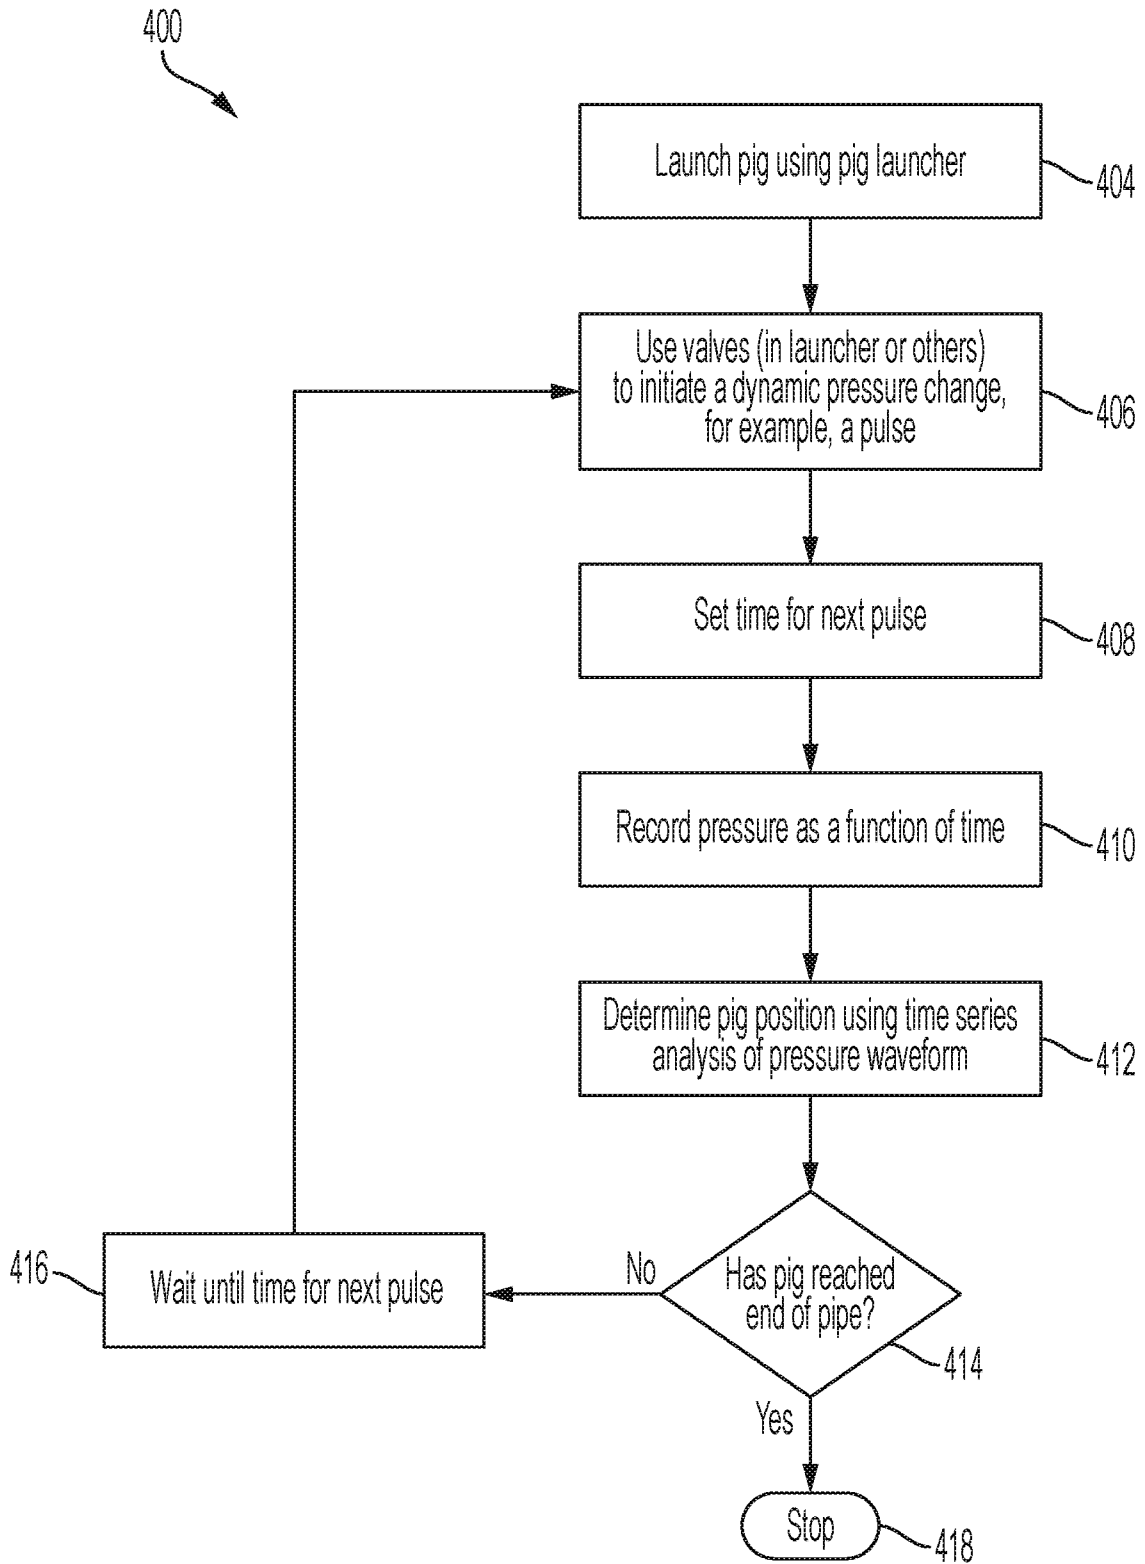 400
Launch pig using pig launcher
404
Use valves (in launcher or others)
to initiate a dynamic pressure change,
for example, a pulse
406
Set time for next pulse
408
Record pressure as a function of time
410
Determine pig position using time series
analysis of pressure waveform
412
Has pig reached
end of pipe?
414
No
416
Wait until time for next pulse
Yes
Stop
418